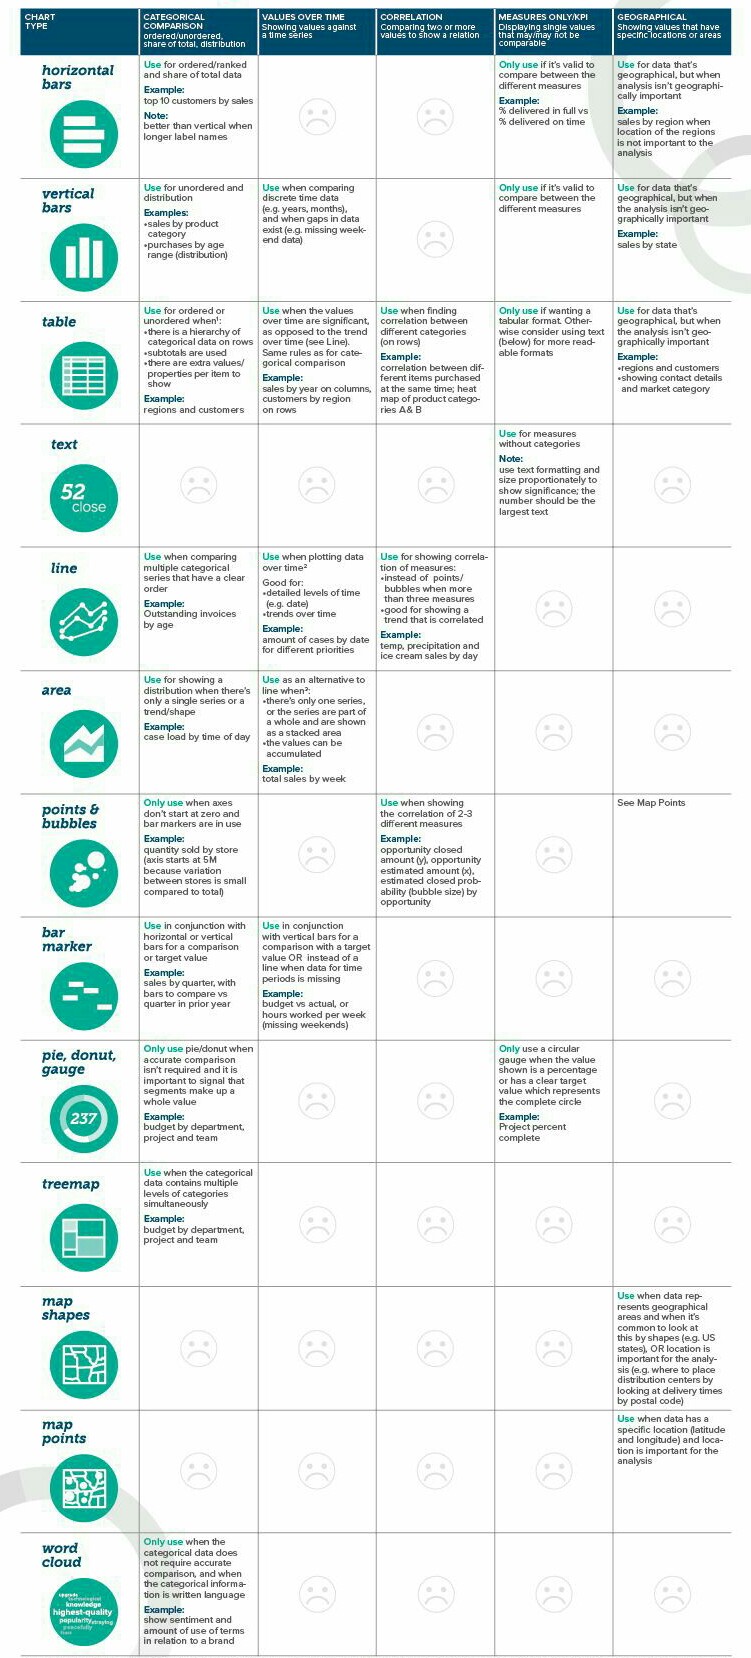 CHART
TYPE
CATEGORICAL
COMPARISON
ordered/unordered,
share of total, distribution
VALUES OVER TIME
Showing values against
a time series
CORRELATION
Comparing two or more
values to show a relation
MEASURES ONLY/KPI
Displaying single values
that may/may not be
comparable
GEOGRAPHICAL
Showing values that have
specific locations or areas
horizontal
bars
Use for ordered/ranked
and share of total data
Example:
top 10 customers by sales
Note:
better than vertical when
longer label names
Only use if it's valid to
compare between the
different measures
Example:
% delivered in full vs
% delivered on time
Use for data that's
geographical, but when
analysis isn't geographi-
cally important
Example:
sales by region when
location of the regions
is not important to the
analysis
vertical
bars
Use for unordered and
distribution
Examples:
•sales by product
category
•purchases by age
range (distribution)
Use when comparing
discrete time data
(e.g. years, months),
and when gaps in data
exist (e.g. missing week-
end data)
Only use if it's valid to
compare between the
different measures
Use for data that's
geographical, but when
the analysis isn't geo-
graphically important
Example:
sales by state
table
Use for ordered or
unordered when¹:
•there is a hierarchy of
categorical data on rows
•subtotals are used
•there are extra values/
properties per item to
show
Example:
regions and customers
Use when the values
over time are significant,
as opposed to the trend
over time (see Line).
Same rules as for cate-
gorical comparison
Example:
sales by year on columns,
customers by region
on rows
Use when finding
correlation between
different categories
(on rows)
Example:
correlation between dif-
ferent items purchased
at the same time; heat
map of product catego-
ries A & B
Only use if wanting a
tabular format. Other-
wise consider using text
(below) for more read-
able formats
Use for data that's
geographical, but when
the analysis isn't geo-
graphically important
Example:
•regions and customers
•showing contact details
and market category
text
52
close
Use for measures
without categories
Note:
use text formatting and
size proportionately to
show significance; the
number should be the
largest text
line
Use when comparing
multiple categorical
series that have a clear
order
Example:
Outstanding invoices
by age
Use when plotting data
over time²
Good for:
•detailed levels of time
(e.g. date)
•trends over time
Example:
amount of cases by date
for different priorities
Use for showing correla-
tion of measures:
•instead of points/
bubbles when more
than three measures
•good for showing a
trend that is correlated
Example:
temp, precipitation and
ice cream sales by day
area
Use for showing a
distribution when there's
only a single series or a
trend/shape
Example:
case load by time of day
Use as an alternative to
line when³:
•there's only one series,
or the series are part of
a whole and are shown
as a stacked area
•the values can be
accumulated
Example:
total sales by week
points &
bubbles
Only use when axes
don't start at zero and
bar markers are in use
Example:
quantity sold by store
(axis starts at 5M
because variation
between stores is small
compared to total)
Use when showing
the correlation of 2-3
different measures
Example:
opportunity closed
amount (y), opportunity
estimated amount (x),
estimated closed prob-
ability (bubble size) by
opportunity
See Map Points
bar
marker
Use in conjunction with
horizontal or vertical
bars for a comparison
or target value
Example:
sales by quarter, with
bars to compare vs
quarter in prior year
Use in conjunction
with vertical bars for a
comparison with a target
value OR instead of a
line when data for time
periods is missing
Example:
budget vs actual, or
hours worked per week
(missing weekends)
pie, donut,
gauge
237
Only use pie/donut when
accurate comparison
isn't required and it is
important to signal that
segments make up a
whole value
Example:
budget by department,
project and team
Only use a circular
gauge when the value
shown is a percentage
or has a clear target
value which represents
the complete circle
Example:
Project percent
complete
treemap
Use when the categorical
data contains multiple
levels of categories
simultaneously
Example:
budget by department,
project and team
map
shapes
Use when data rep-
resents geographical
areas and when it's
common to look at
this by shapes (e.g. US
states), OR location is
important for the analy-
sis (e.g. where to place
distribution centers by
looking at delivery times
by postal code)
map
points
Use when data has a
specific location (latitude
and longitude) and loca-
tion is important for the
analysis
word
cloud
upgrade
technological
knowledge
highest-quality
popularity
straying
peacefully
Only use when the
categorical data does
not require accurate
comparison, and when
the categorical informa-
tion is written language
Example:
show sentiment and
amount of use of terms
in relation to a brand